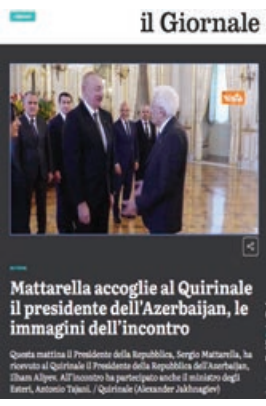 il Giornale
Vista
Mattarella accoglie al Quirinale
il presidente dell'Azerbaijan, le
immagini dell'incontro
Questa mattina il Presidente della Repubblica, Sergio Mattarella, ha
ricevuto al Quirinale il Presidente della Repubblica dell'Azerbaijan,
Ilham Aliyev. All'incontro ha partecipato anche il ministro degli
Esteri, Antonio Tajani. / Quirinale (Alexander Jakhnagiev)